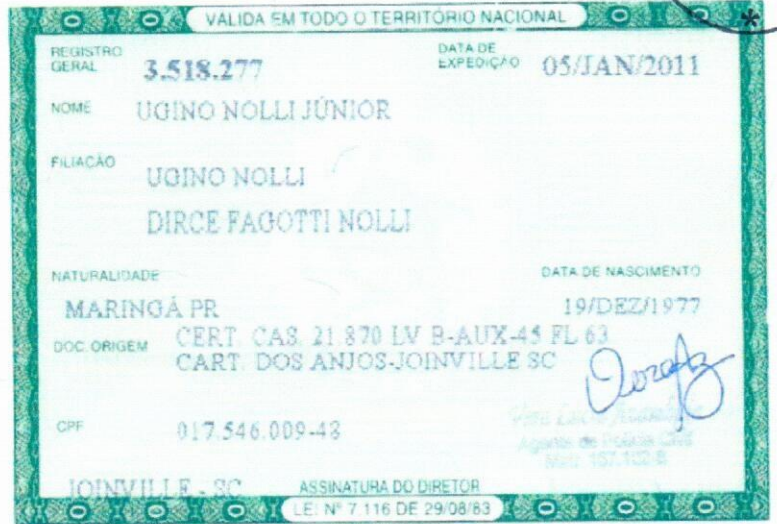 VÁLIDA EM TODO O TERRITÓRIO NACIONAL
REGISTRO GERAL 3.518.277 DATA DE EXPEDIÇÃO 05/JAN/2011
NOME UGINO NOLLI JÚNIOR
FILIAÇÃO UGINO NOLLI
DIRCE FAGOTTI NOLLI
NATURALIDADE DATA DE NASCIMENTO
MARINGÁ PR 19/DEZ/1977
DOC. ORIGEM CERT. CAS. 21.870 LV B-AUX-45 FL 63
CART. DOS ANJOS-JOINVILLE SC
CPF 017.546.009-48
Agente de Polícia Civil
JOINVILLE - SC ASSINATURA DO DIRETOR
LEI Nº 7.116 DE 29/08/83